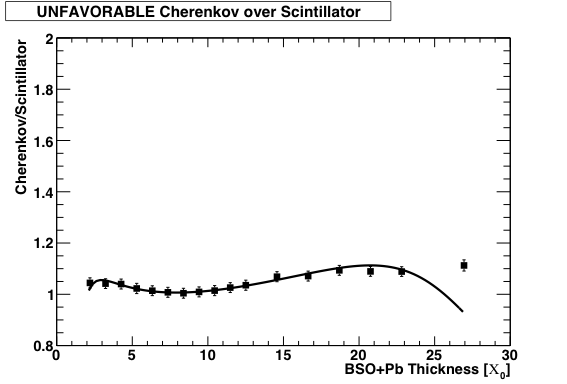 UNFAVORABLE Cherenkov over Scintillator
Cherenkov/Scintillator
2
1.8
1.6
1.4
1.2
1
0.8
0 5 10 15 20 25 30
BSO+Pb Thickness [X₀]